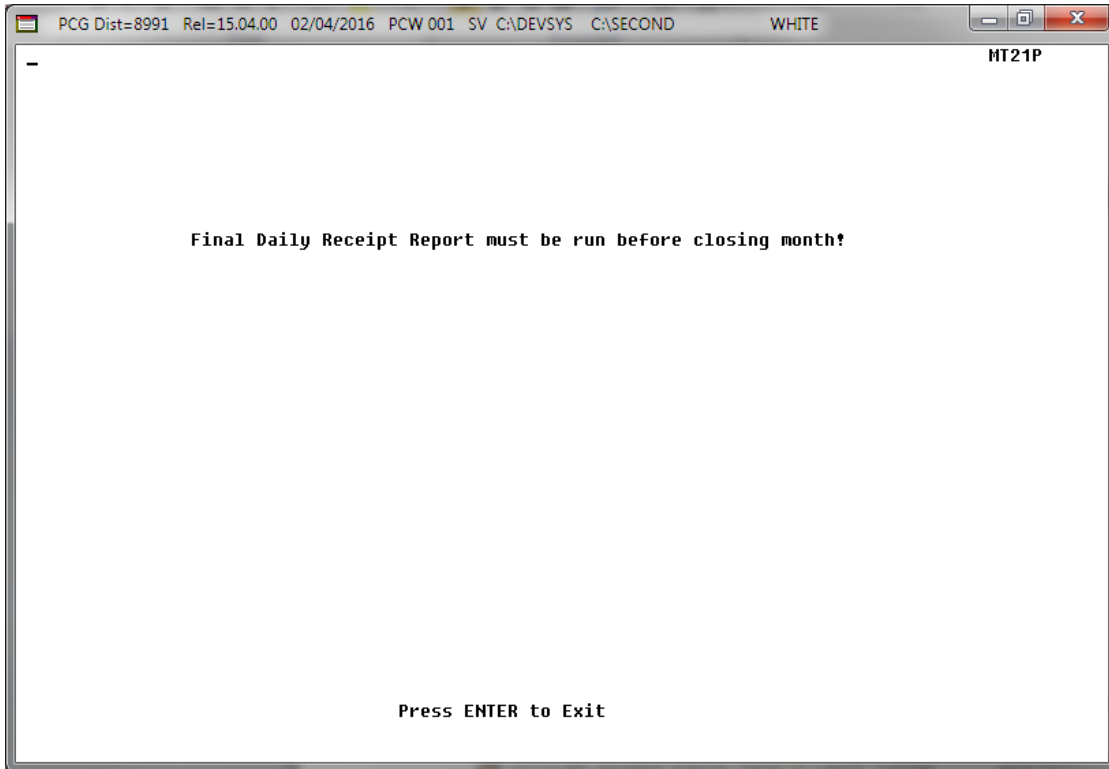 PCG Dist=8991 Rel=15.04.00 02/04/2016 PCW 001 SV C:\DEVSYS C:\SECOND WHITE
MT21P
Final Daily Receipt Report must be run before closing month!
Press ENTER to Exit